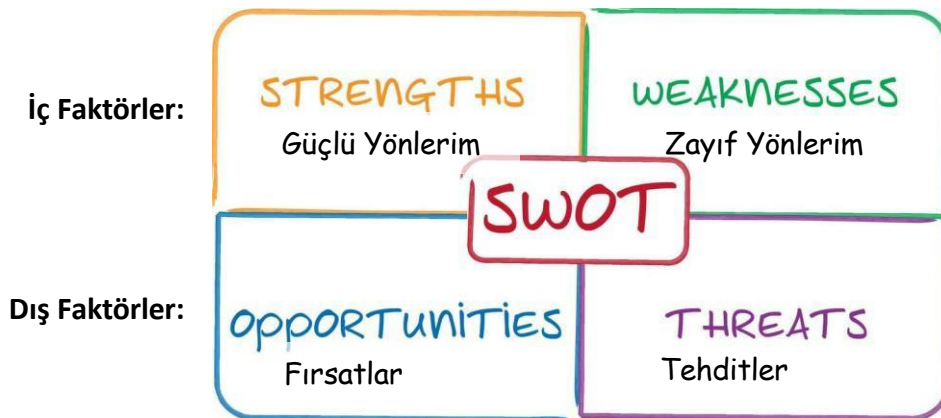 İç Faktörler:
STRENGTHS
Güçlü Yönlerim
WEAKNESSES
Zayıf Yönlerim
SWOT
Dış Faktörler:
OPPORTUNITIES
Fırsatlar
THREATS
Tehditler